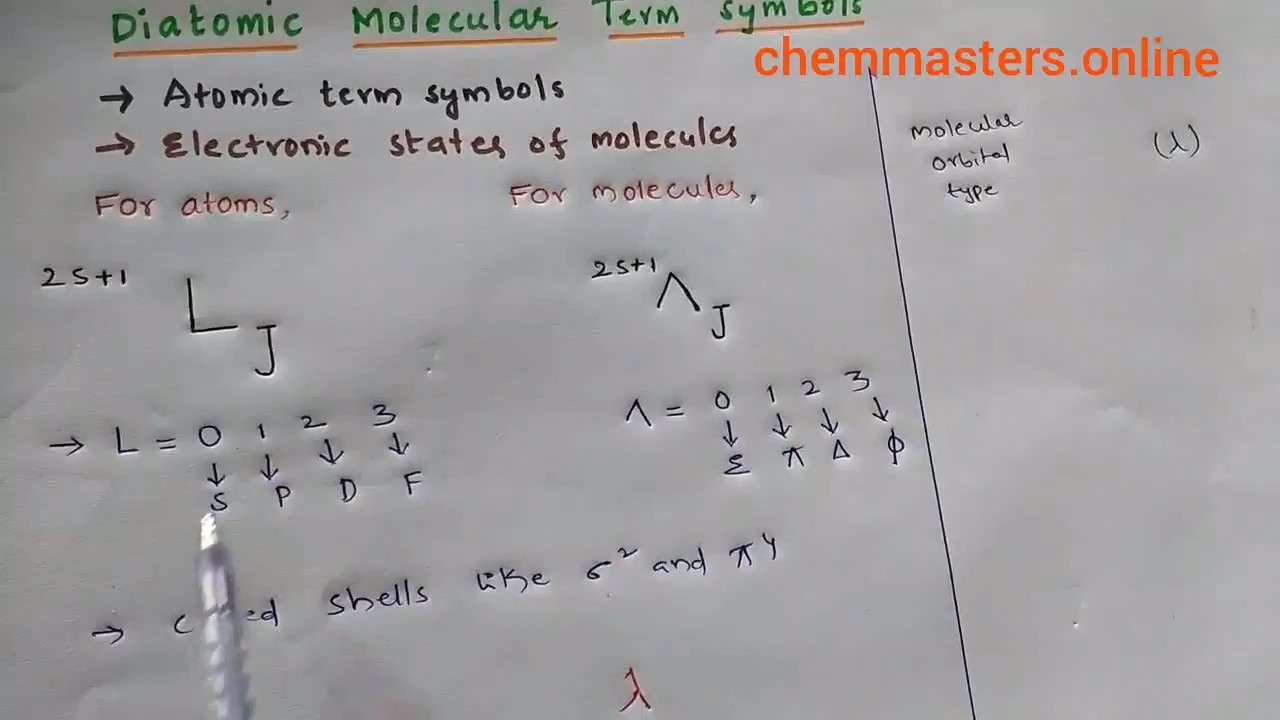 Diatomic Molecular Term symbols
chemmasters.online
→ Atomic term symbols
→ Electronic states of molecules
For atoms,
For molecules,
2S+1
L
J
2S+1
Λ
J
→ L = 0 1 2 3
↓ ↓ ↓ ↓
S P D F
Λ = 0 1 2 3
↓ ↓ ↓ ↓
Σ π Δ ϕ
→ shells like σ² and π⁴
λ
molecular
orbital
type
(λ)